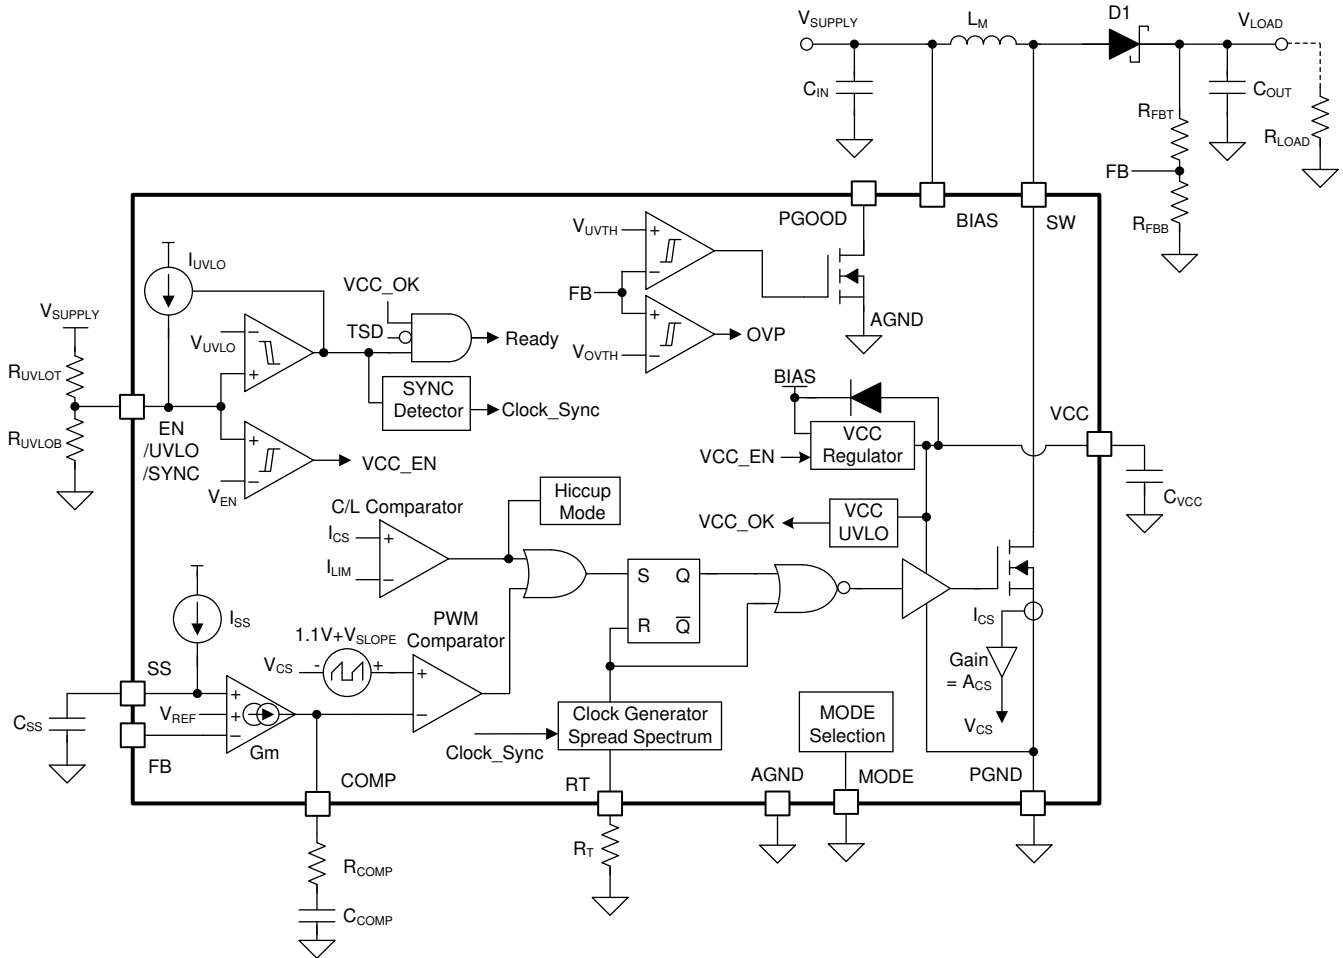 VSUPPLY
LM
D1
VLOAD
CIN
COUT
RFBT
RLOAD
FB
RFBB
PGOOD
BIAS
SW
IUVLO
VUVTH
VCC_OK
FB
AGND
VSUPPLY
TSD
Ready
OVP
VUVLO
VOVTH
RUVLOT
BIAS
SYNC
Detector
Clock_Sync
VCC
EN
/UVLO
/SYNC
RUVLOB
VCC
Regulator
VCC_EN
VCC_EN
VEN
C/L Comparator
Hiccup
Mode
CVCC
ICS
VCC_OK
VCC
UVLO
ILIM
S
Q
R
Q
ISS
PWM
Comparator
1.1V+VSLOPE
ICS
SS
VCS
-
+
+
-
Gain
= ACS
VCS
CSS
VREF
+
+
-
Gm
FB
Clock Generator
Spread Spectrum
Clock_Sync
MODE
Selection
COMP
RT
AGND
MODE
PGND
RT
RCOMP
CCOMP